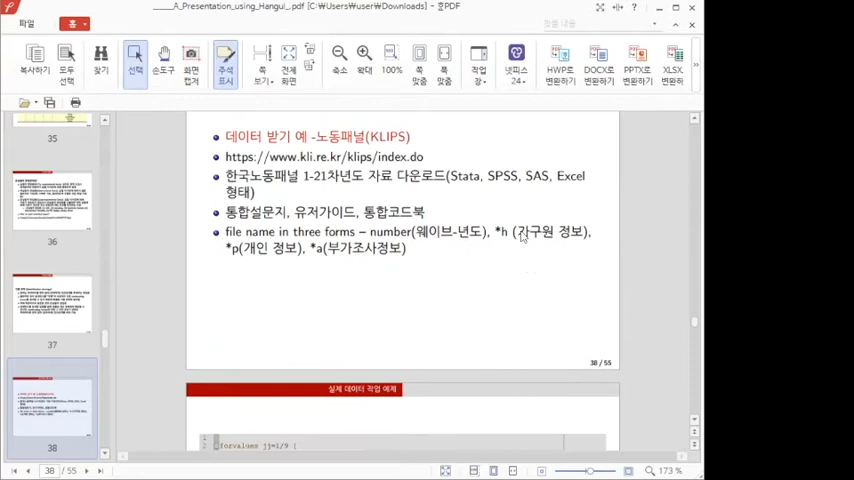 _____A_Presentation_using_Hangul_.pdf [C:\Users\user\Downloads] - 호PDF
파일
홈
복사하기
모두 선택
찾기
선택
손도구
화면 캡처
주석 표시
쪽 보기
전체 화면
축소
확대
100%
폭 맞춤
쪽 맞춤
작업 창
넷피스 24
HWP로 변환하기
DOCX로 변환하기
PPTX로 변환하기
XLSX로 변환하
35
36
37
38
데이터 받기 예 -노동패널(KLIPS)
https://www.kli.re.kr/klips/index.do
한국노동패널 1-21차년도 자료 다운로드(Stata, SPSS, SAS, Excel
형태)
통합설문지, 유저가이드, 통합코드북
file name in three forms – number(웨이브-년도), *h (가구원 정보),
*p(개인 정보), *a(부가조사정보)
38 / 55
실제 데이터 작업 예제
1
2 forvalues jj=1/9 {
38 / 55
173 %